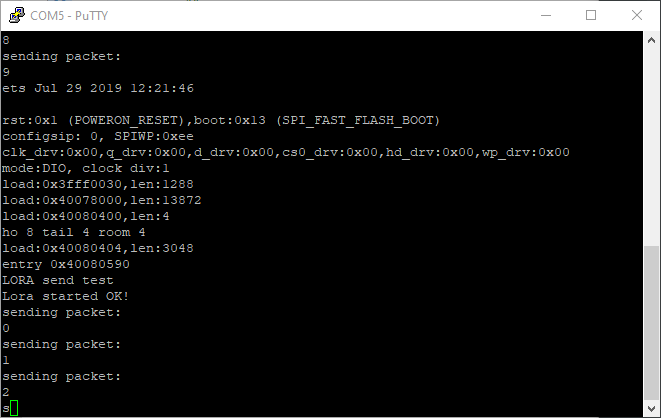 COM5 - PuTTY
8
sending packet:
9
ets Jul 29 2019 12:21:46
rst:0x1 (POWERON_RESET),boot:0x13 (SPI_FAST_FLASH_BOOT)
configsip: 0, SPIWP:0xee
clk_drv:0x00,q_drv:0x00,d_drv:0x00,cs0_drv:0x00,hd_drv:0x00,wp_drv:0x00
mode:DIO, clock div:1
load:0x3fff0030,len:1288
load:0x40078000,len:13872
load:0x40080400,len:4
ho 8 tail 4 room 4
load:0x40080404,len:3048
entry 0x40080590
LORA send test
Lora started OK!
sending packet:
0
sending packet:
1
sending packet:
2
s